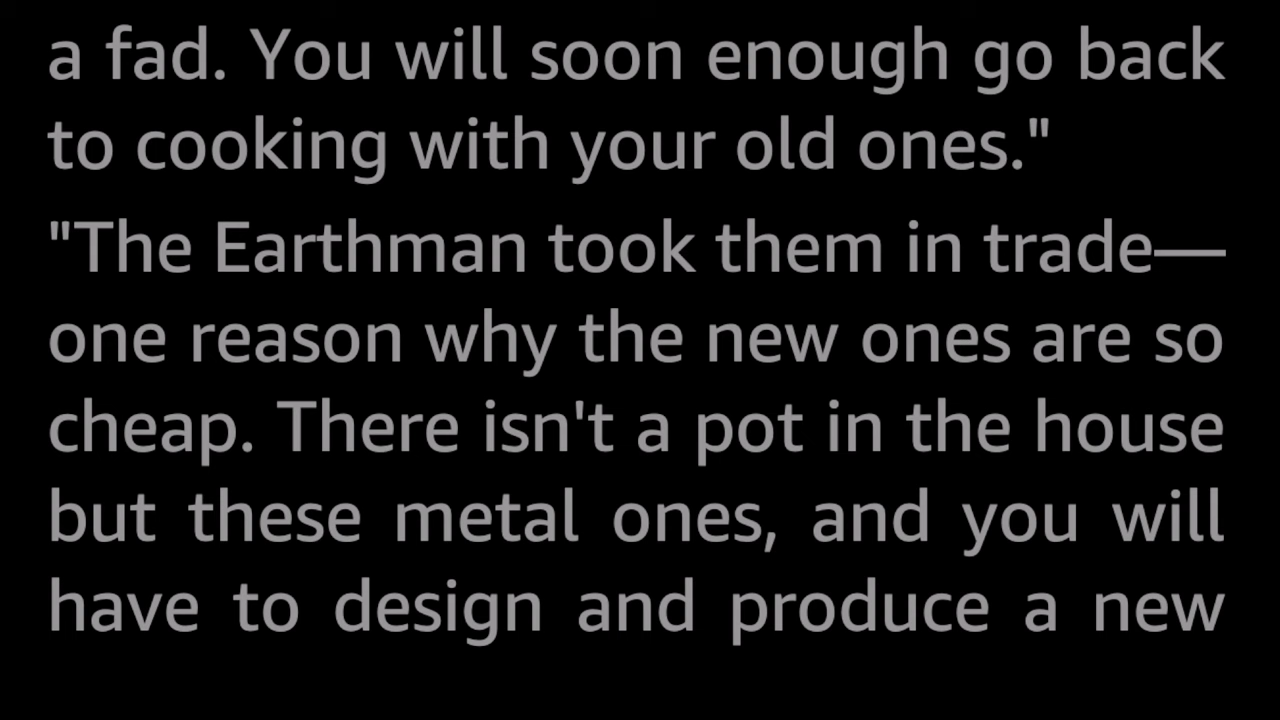 a fad. You will soon enough go back
to cooking with your old ones."
"The Earthman took them in trade—
one reason why the new ones are so
cheap. There isn't a pot in the house
but these metal ones, and you will
have to design and produce a new